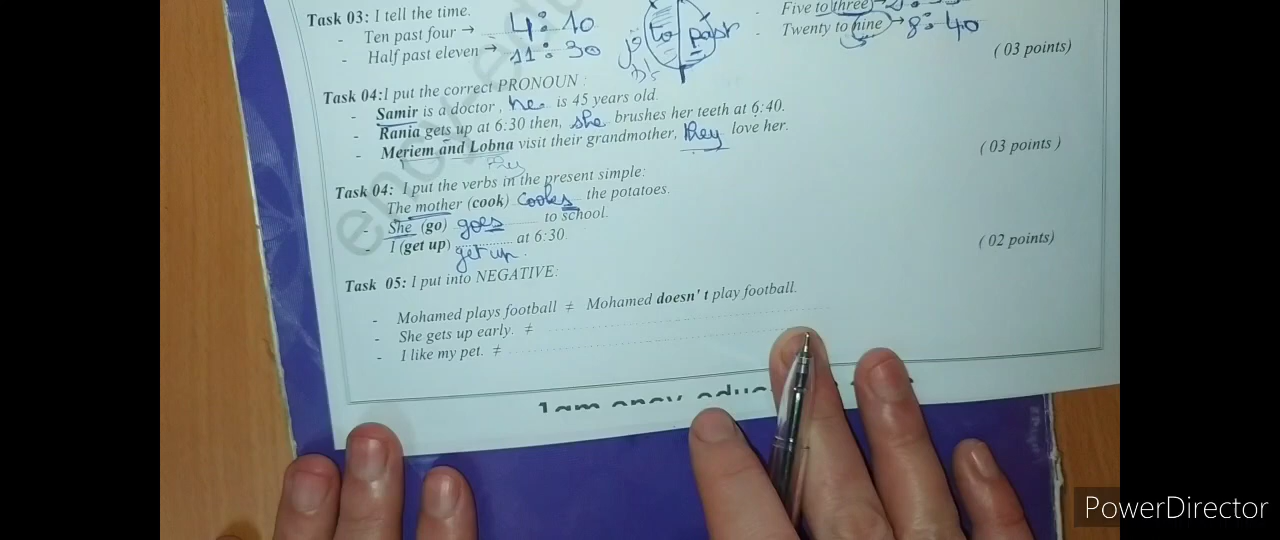 Task 03: I tell the time.
- Ten past four → 4:10
- Half past eleven → 11:30
to past
- Five to three →
- Twenty to nine → 8:40
( 03 points)
Task 04:I put the correct PRONOUN :
- Samir is a doctor , he is 45 years old.
- Rania gets up at 6:30 then, she brushes her teeth at 6:40.
- Meriem and Lobna visit their grandmother, they love her.
they
( 03 points )
Task 04: I put the verbs in the present simple:
The mother (cook) cooks the potatoes.
- She (go) goes to school.
- I (get up) ............ at 6:30.
get up.
( 02 points)
Task 05: I put into NEGATIVE:
- Mohamed plays football ≠ Mohamed doesn't play football.
- She gets up early. ≠
- I like my pet. ≠
PowerDirector